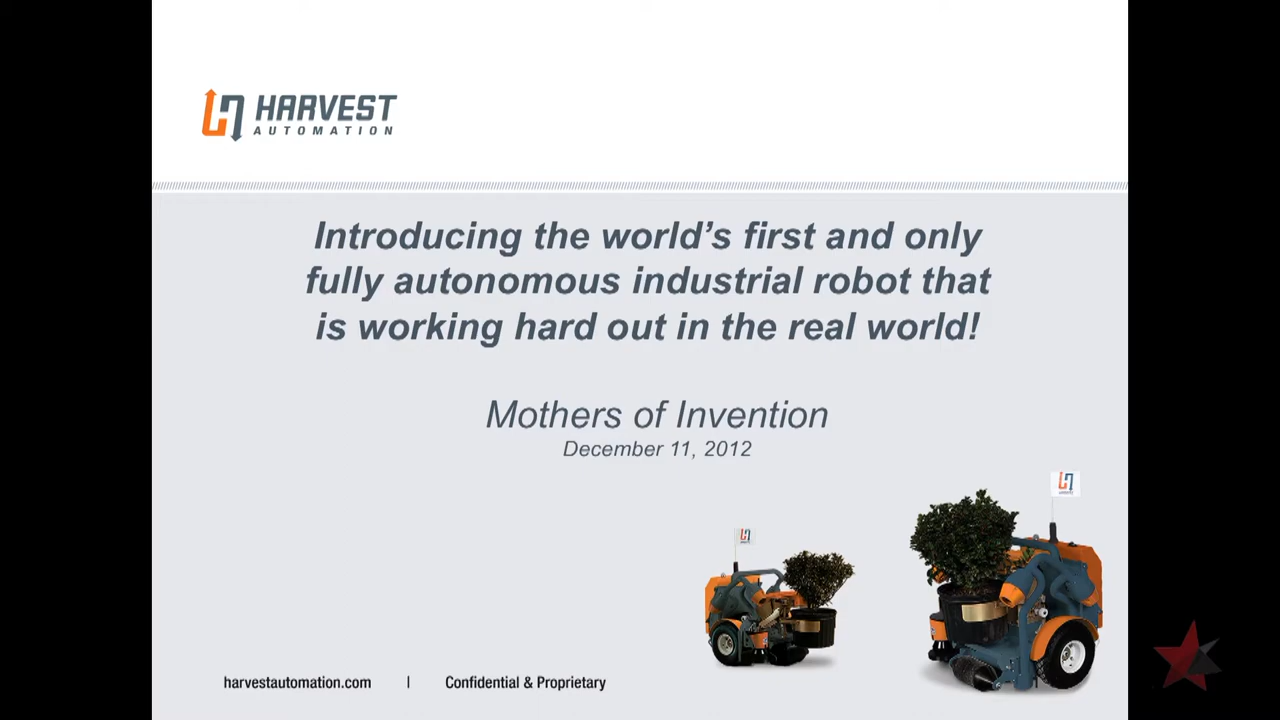 HARVEST
AUTOMATION
Introducing the world's first and only
fully autonomous industrial robot that
is working hard out in the real world!
Mothers of Invention
December 11, 2012
harvestautomation.com | Confidential & Proprietary